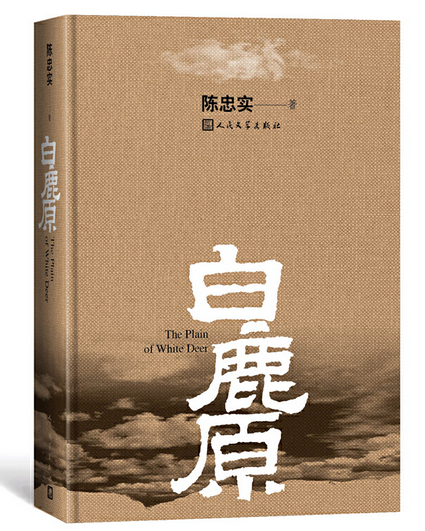 陈忠实
白鹿原
The Plain
of White Deer
陈忠实——著
人民文学出版社
The Plain
of White Deer
白鹿原